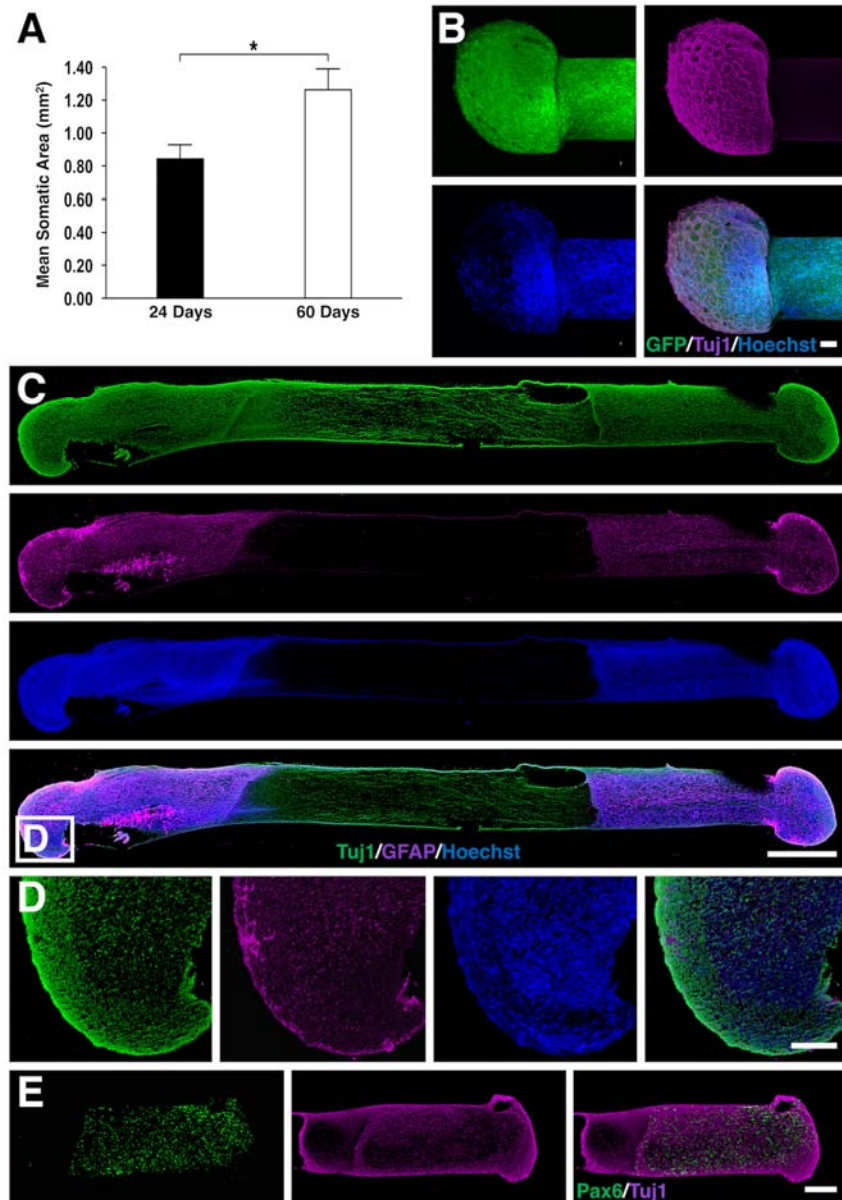 A
*
Mean Somatic Area (mm²)
1.40
1.20
1.00
0.80
0.60
0.40
0.20
0.00
24 Days
60 Days
B
GFP/Tuj1/Hoechst
C
D
Tuj1/GFAP/Hoechst
D
E
Pax6/Tuj1